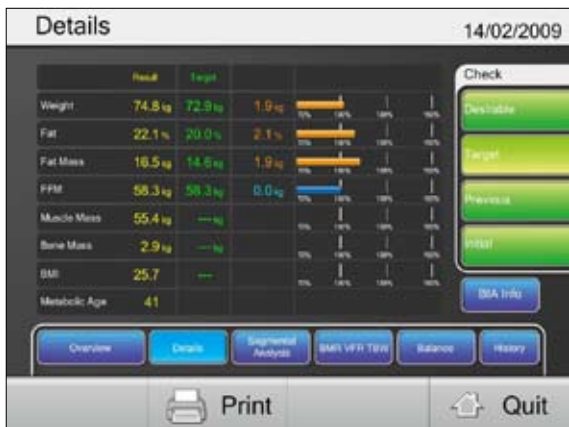 Details 14/02/2009
Result Target
Check
Weight 74.8 kg 72.9 kg 1.9 kg
Desirable
Fat 22.1 % 20.0 % 2.1 %
Target
Fat Mass 16.5 kg 14.6 kg 1.9 kg
FFM 58.3 kg 58.3 kg 0.0 kg
Previous
Muscle Mass 55.4 kg --- kg
Initial
Bone Mass 2.9 kg --- kg
BMI 25.7 ---
BIA Info
Metabolic Age 41
Overview Details Segmental Analysis BMR VFR TBW Balance History
Print Quit